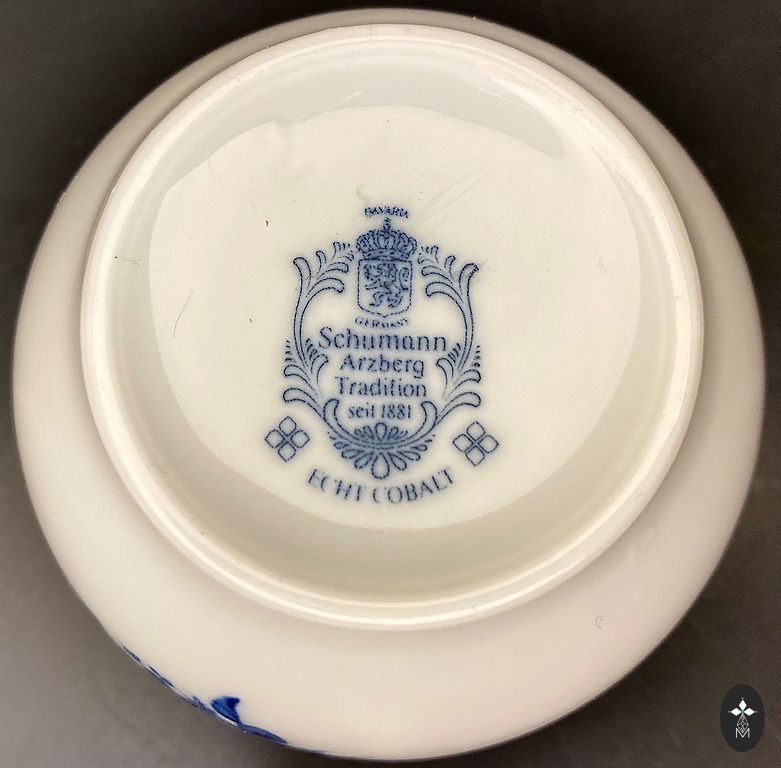 BAVARIA
GERMANY
Schumann
Arzberg
Tradition
seit 1881
ECHT COBALT
M